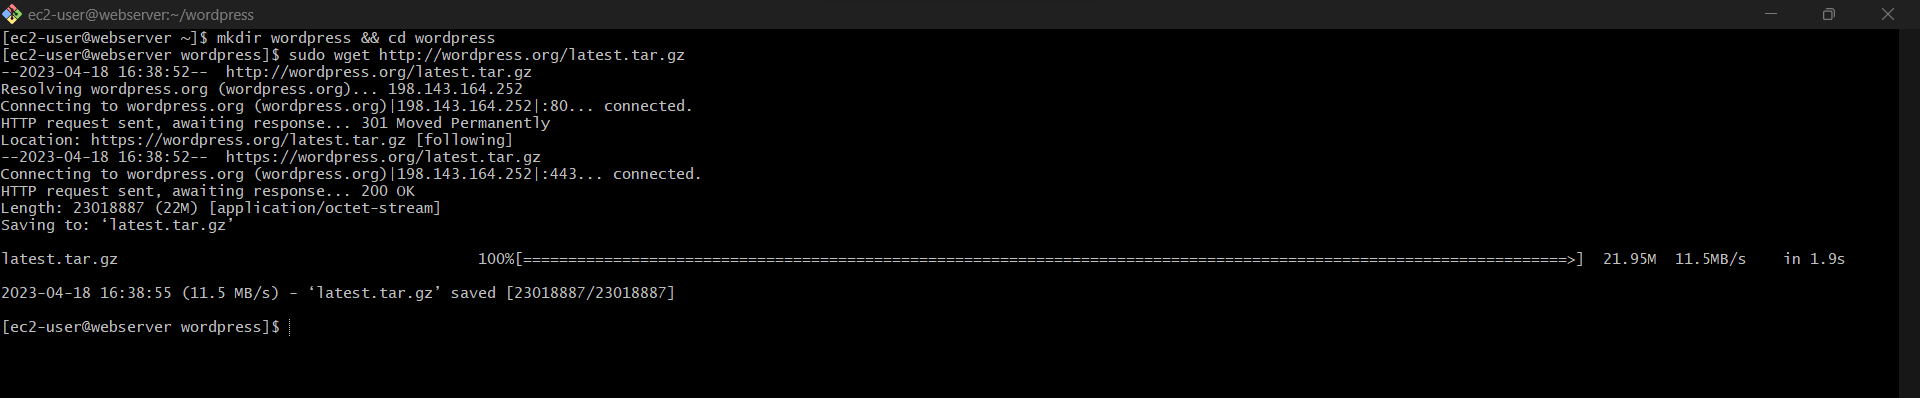 ec2-user@webserver:~/wordpress
[ec2-user@webserver ~]$ mkdir wordpress && cd wordpress
[ec2-user@webserver wordpress]$ sudo wget http://wordpress.org/latest.tar.gz
--2023-04-18 16:38:52--  http://wordpress.org/latest.tar.gz
Resolving wordpress.org (wordpress.org)... 198.143.164.252
Connecting to wordpress.org (wordpress.org)|198.143.164.252|:80... connected.
HTTP request sent, awaiting response... 301 Moved Permanently
Location: https://wordpress.org/latest.tar.gz [following]
--2023-04-18 16:38:52--  https://wordpress.org/latest.tar.gz
Connecting to wordpress.org (wordpress.org)|198.143.164.252|:443... connected.
HTTP request sent, awaiting response... 200 OK
Length: 23018887 (22M) [application/octet-stream]
Saving to: ‘latest.tar.gz’
latest.tar.gz 100%[====================================================================================================================>] 21.95M 11.5MB/s in 1.9s
2023-04-18 16:38:55 (11.5 MB/s) - ‘latest.tar.gz’ saved [23018887/23018887]
[ec2-user@webserver wordpress]$